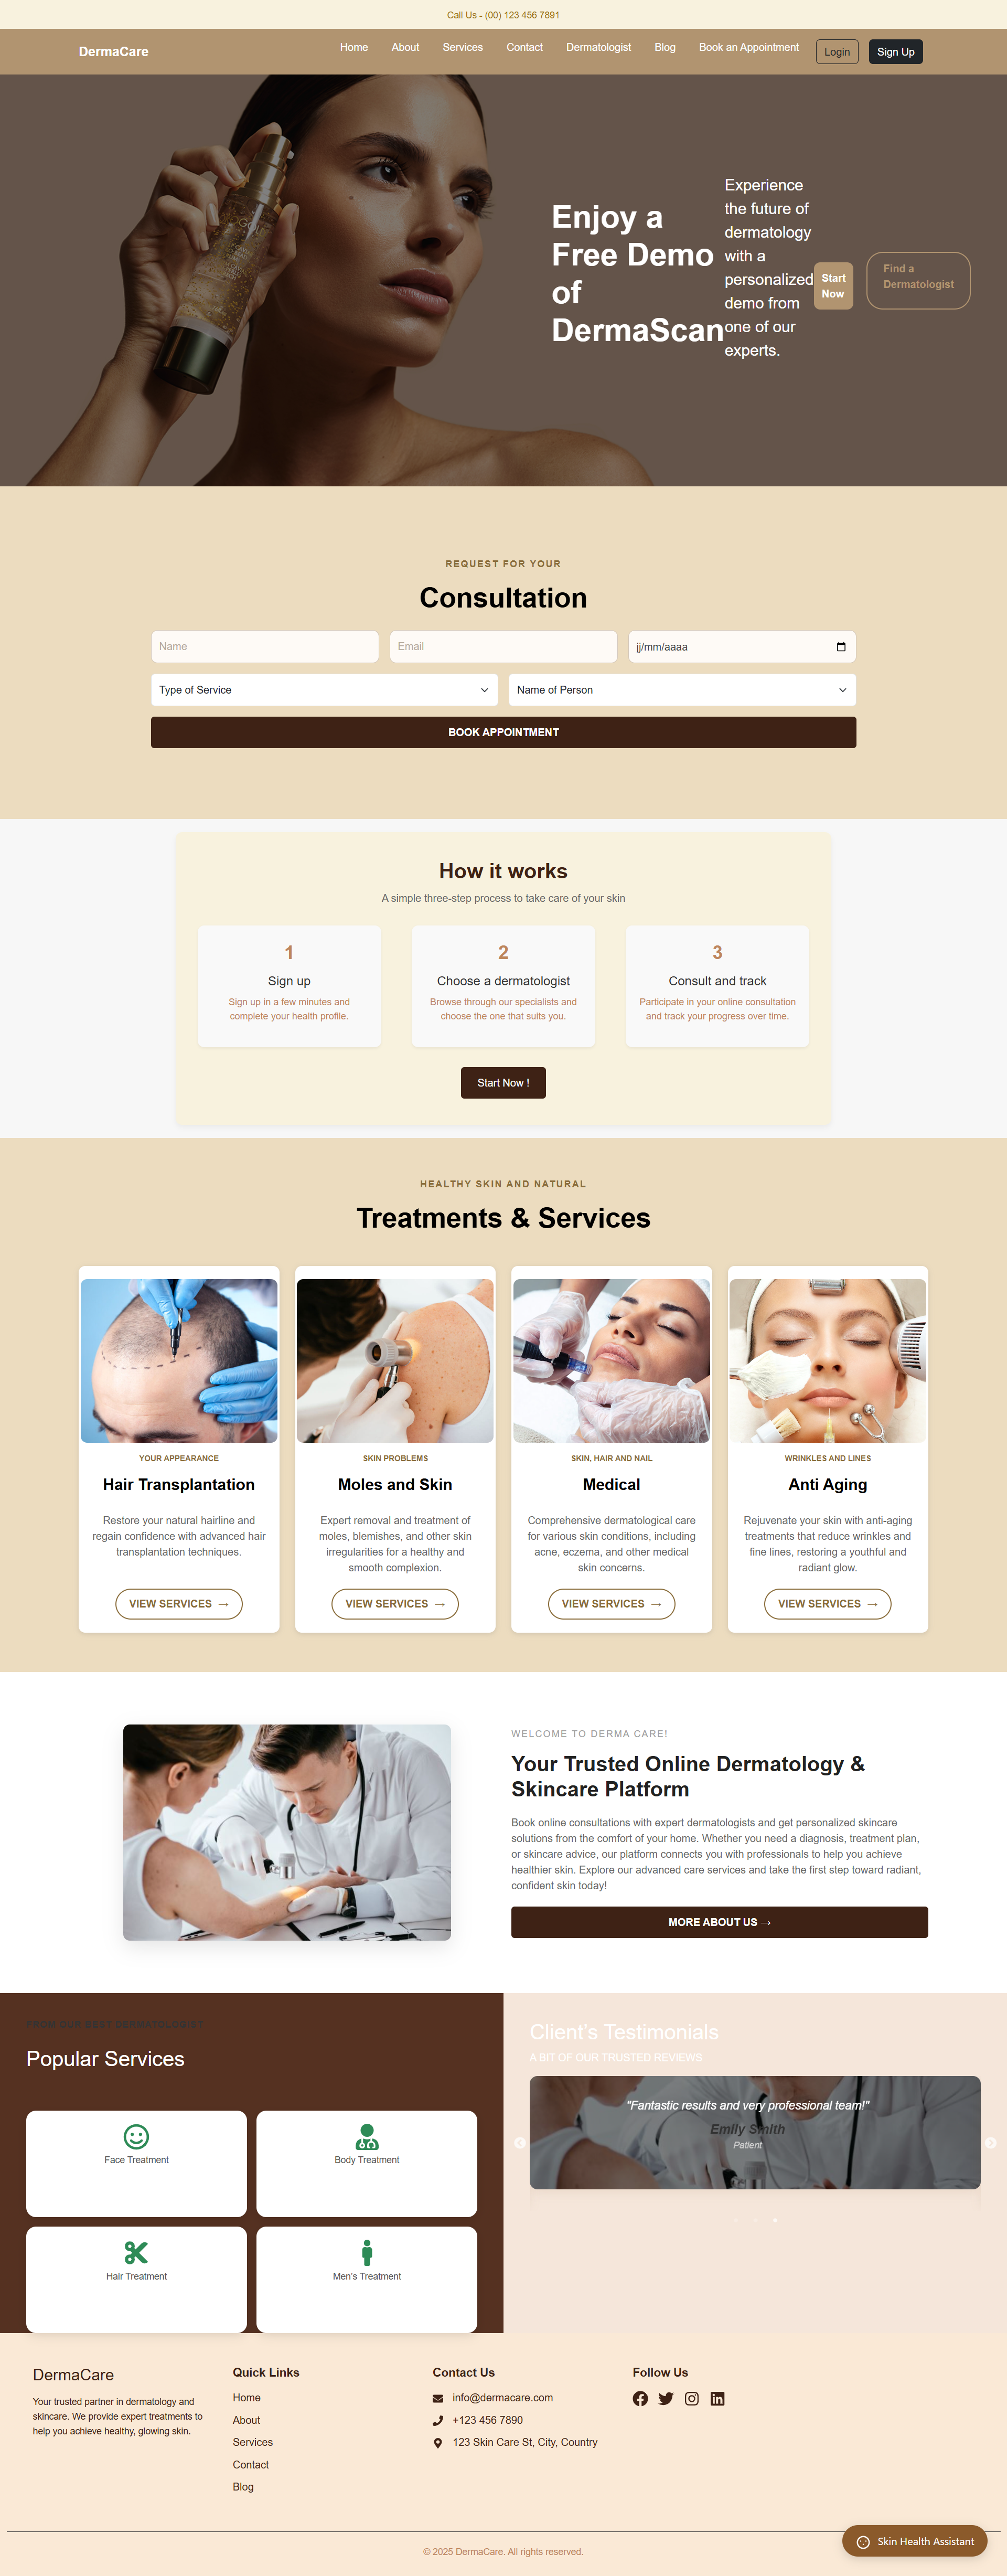 Call Us - (00) 123 456 7891
DermaCare
Home
About
Services
Contact
Dermatologist
Blog
Book an Appointment
Login
Sign Up
Enjoy a
Free Demo
of
DermaScan
Experience
the future of
dermatology
with a
personalized
demo from
one of our
experts.
Start
Now
Find a
Dermatologist
REQUEST FOR YOUR
Consultation
Name
Email
jj/mm/aaaa
Type of Service
Name of Person
BOOK APPOINTMENT
How it works
A simple three-step process to take care of your skin
1
Sign up
Sign up in a few minutes and
complete your health profile.
2
Choose a dermatologist
Browse through our specialists and
choose the one that suits you.
3
Consult and track
Participate in your online consultation
and track your progress over time.
Start Now !
HEALTHY SKIN AND NATURAL
Treatments & Services
YOUR APPEARANCE
Hair Transplantation
Restore your natural hairline and
regain confidence with advanced hair
transplantation techniques.
VIEW SERVICES →
SKIN PROBLEMS
Moles and Skin
Expert removal and treatment of
moles, blemishes, and other skin
irregularities for a healthy and
smooth complexion.
VIEW SERVICES →
SKIN, HAIR AND NAIL
Medical
Comprehensive dermatological care
for various skin conditions, including
acne, eczema, and other medical
skin concerns.
VIEW SERVICES →
WRINKLES AND LINES
Anti Aging
Rejuvenate your skin with anti-aging
treatments that reduce wrinkles and
fine lines, restoring a youthful and
radiant glow.
VIEW SERVICES →
WELCOME TO DERMA CARE!
Your Trusted Online Dermatology &
Skincare Platform
Book online consultations with expert dermatologists and get personalized skincare
solutions from the comfort of your home. Whether you need a diagnosis, treatment plan,
or skincare advice, our platform connects you with professionals to help you achieve
healthier skin. Explore our advanced care services and take the first step toward radiant,
confident skin today!
MORE ABOUT US →
FROM OUR BEST DERMATOLOGIST
Popular Services
Face Treatment
Body Treatment
Hair Treatment
Men's Treatment
Client's Testimonials
A BIT OF OUR TRUSTED REVIEWS
"Fantastic results and very professional team!"
Emily Smith
Patient
DermaCare
Your trusted partner in dermatology and
skincare. We provide expert treatments to
help you achieve healthy, glowing skin.
Quick Links
Home
About
Services
Contact
Blog
Contact Us
info@dermacare.com
+123 456 7890
123 Skin Care St, City, Country
Follow Us
© 2025 DermaCare. All rights reserved.
Skin Health Assistant